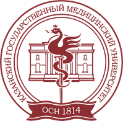 КАЗАНСКИЙ ГОСУДАРСТВЕННЫЙ МЕДИЦИНСКИЙ УНИВЕРСИТЕТ
ОСН 1814